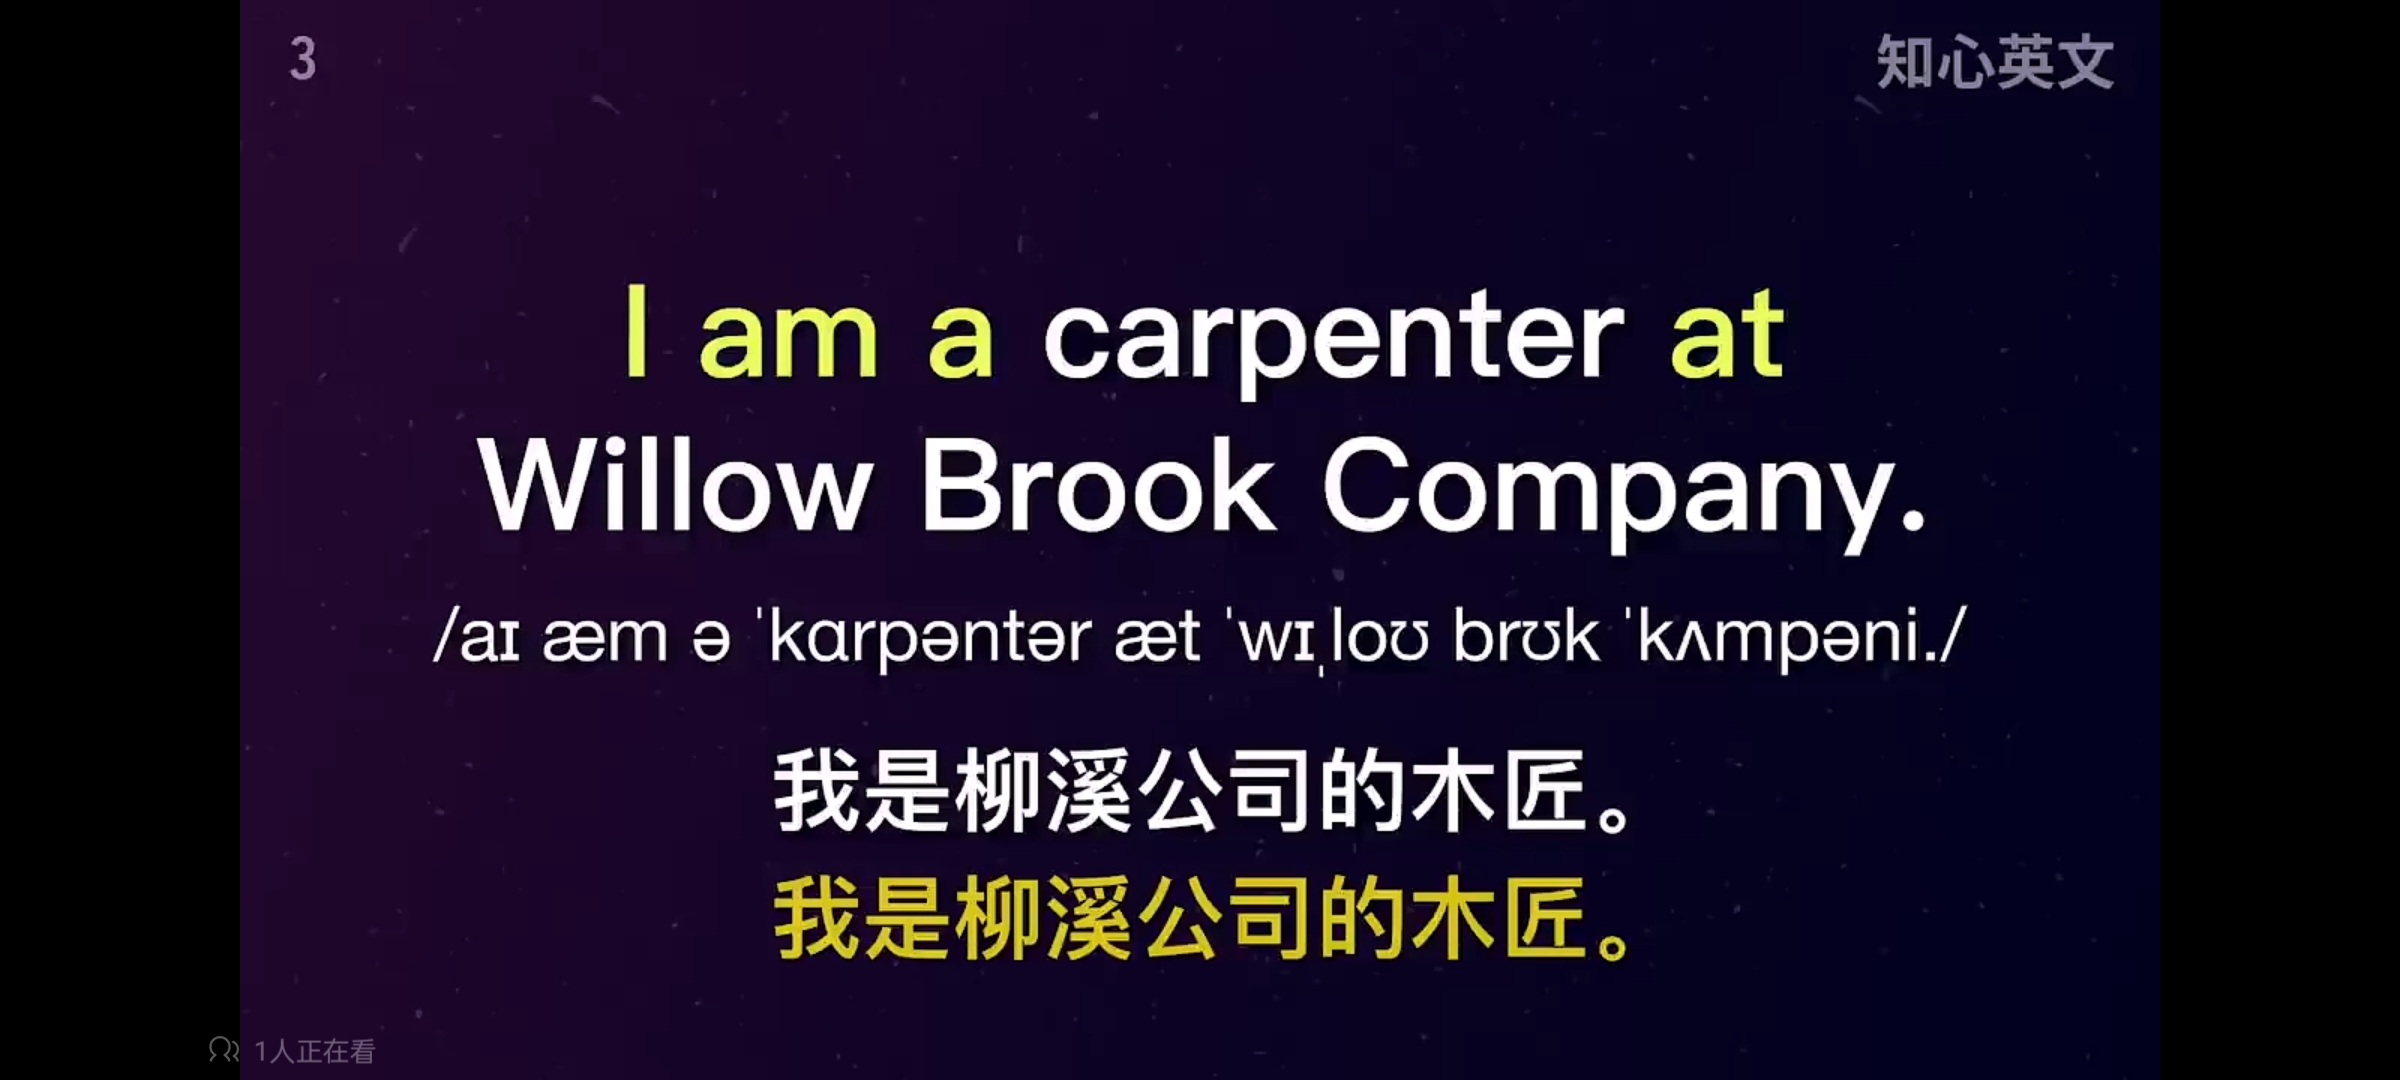 3
知心英文
I am a carpenter at
Willow Brook Company.
/aɪ æm ə ˈkɑrpəntər æt ˈwɪˌloʊ brʊk ˈkʌmpəni./
我是柳溪公司的木匠。
我是柳溪公司的木匠。
1人正在看